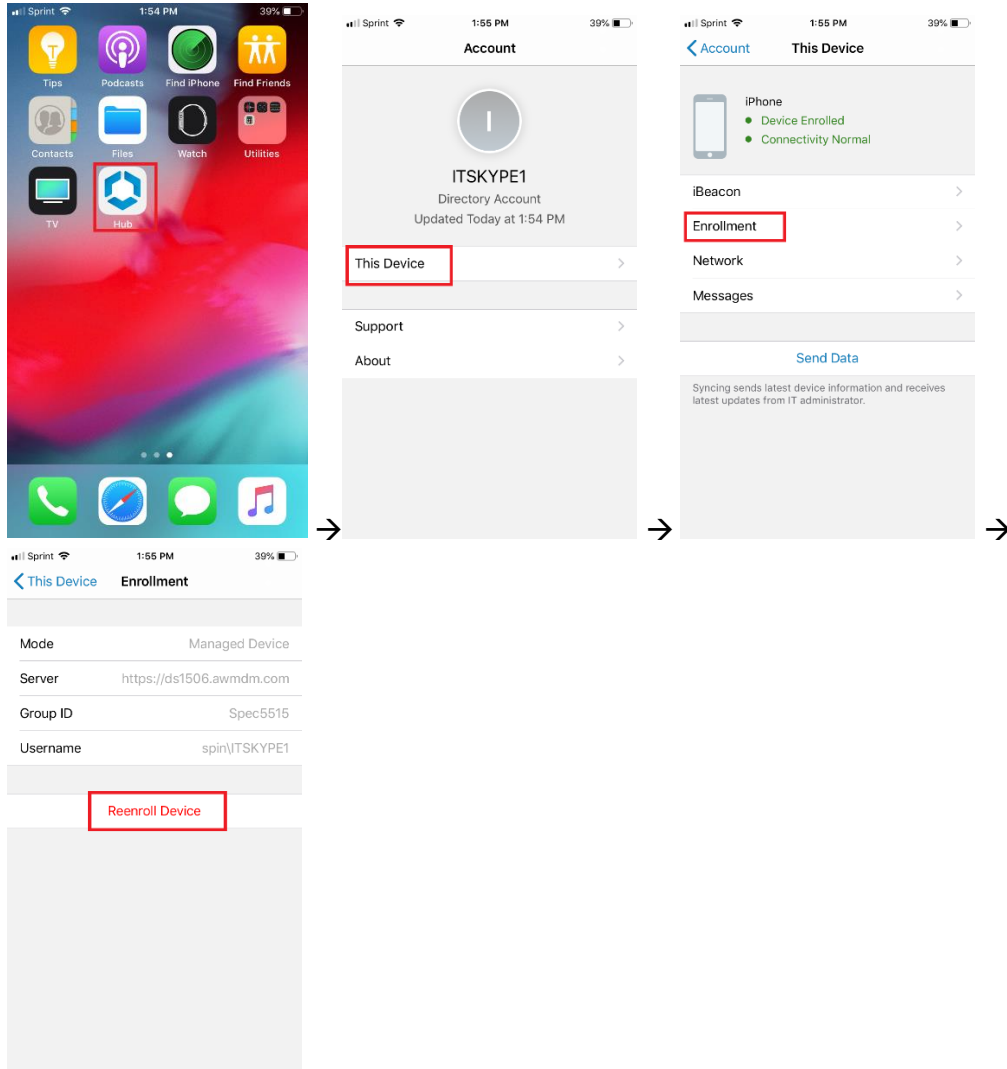 Sprint 1:54 PM 39%
Tips Podcasts Find iPhone Find Friends
Contacts Files Watch Utilities
TV Hub
→
Sprint 1:55 PM 39%
Account
I
ITSKYPE1
Directory Account
Updated Today at 1:54 PM
This Device
Support
About
→
Sprint 1:55 PM 39%
Account This Device
iPhone
Device Enrolled
Connectivity Normal
iBeacon
Enrollment
Network
Messages
Send Data
Syncing sends latest device information and receives
latest updates from IT administrator.
→
Sprint 1:55 PM 39%
This Device Enrollment
Mode Managed Device
Server https://ds1506.awmdm.com
Group ID Spec5515
Username spin\ITSKYPE1
Reenroll Device